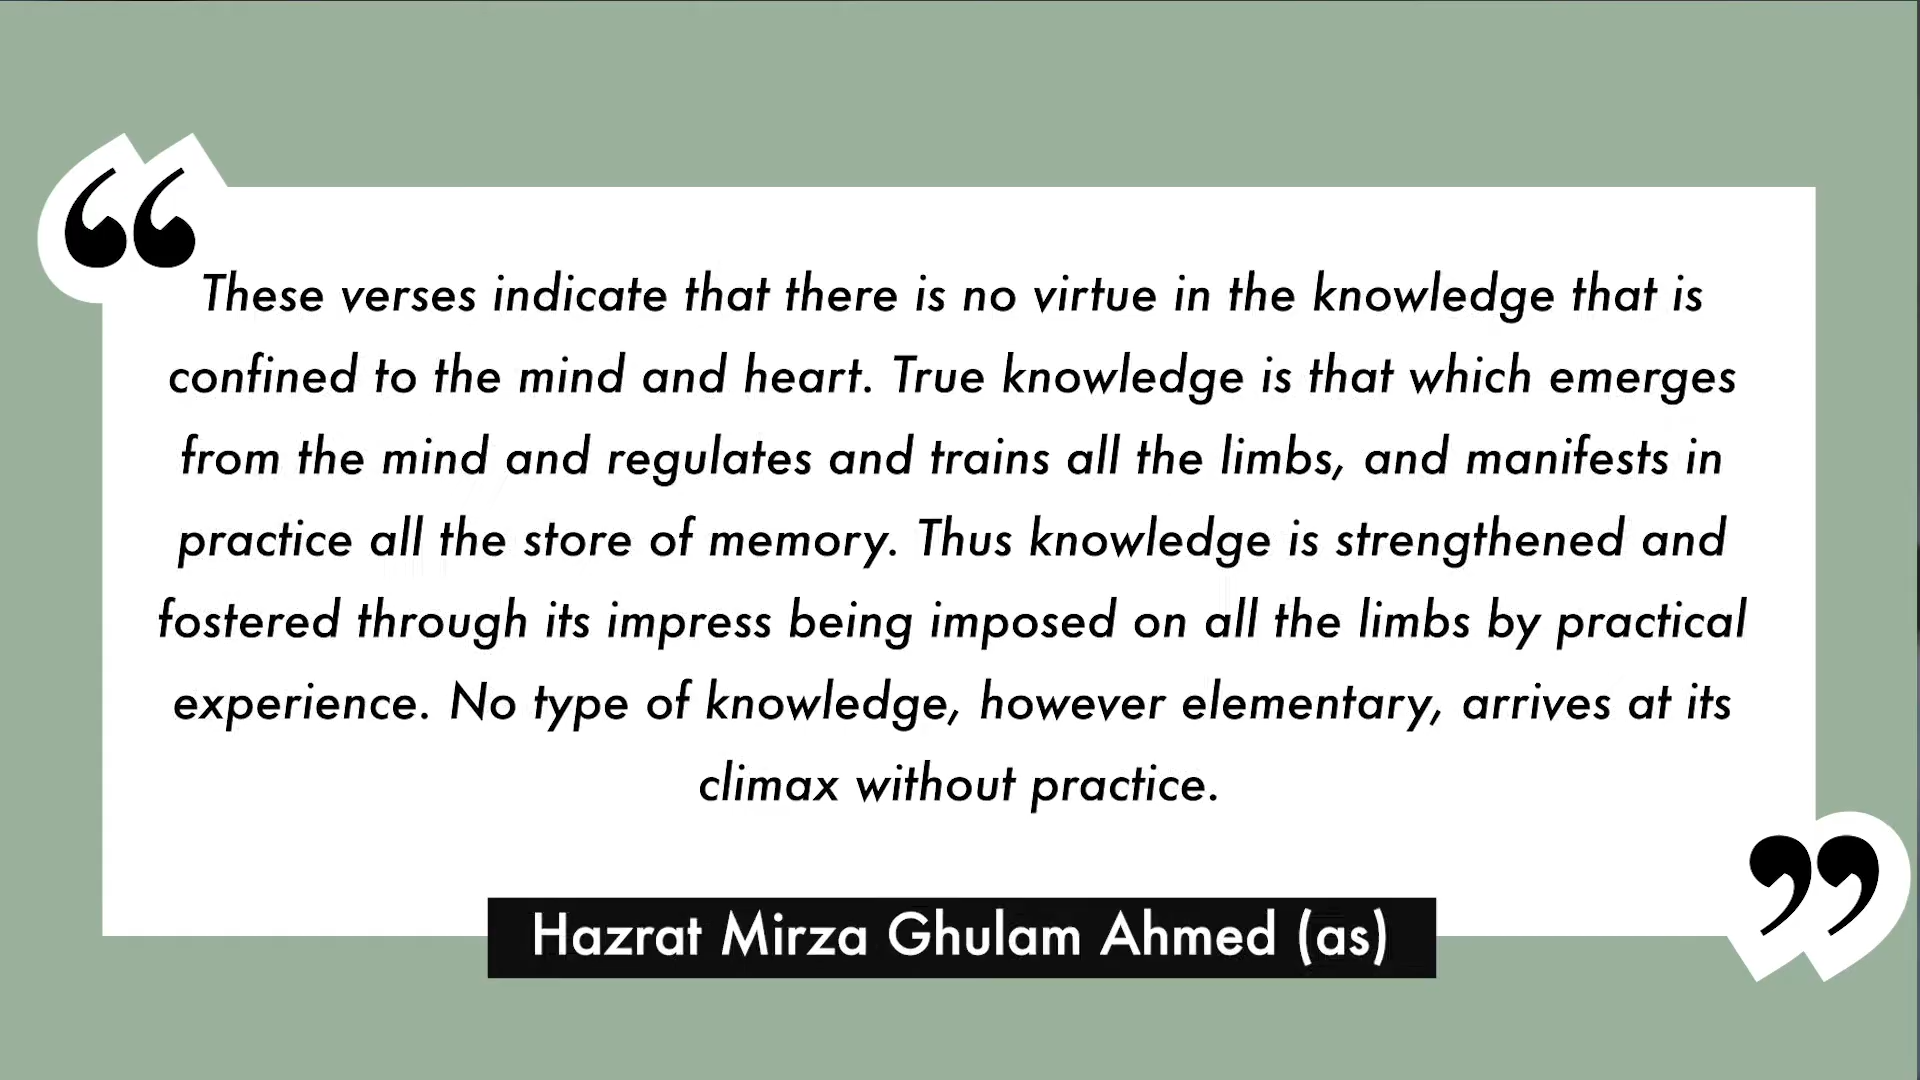 “
These verses indicate that there is no virtue in the knowledge that is
confined to the mind and heart. True knowledge is that which emerges
from the mind and regulates and trains all the limbs, and manifests in
practice all the store of memory. Thus knowledge is strengthened and
fostered through its impress being imposed on all the limbs by practical
experience. No type of knowledge, however elementary, arrives at its
climax without practice.
”
Hazrat Mirza Ghulam Ahmed (as)